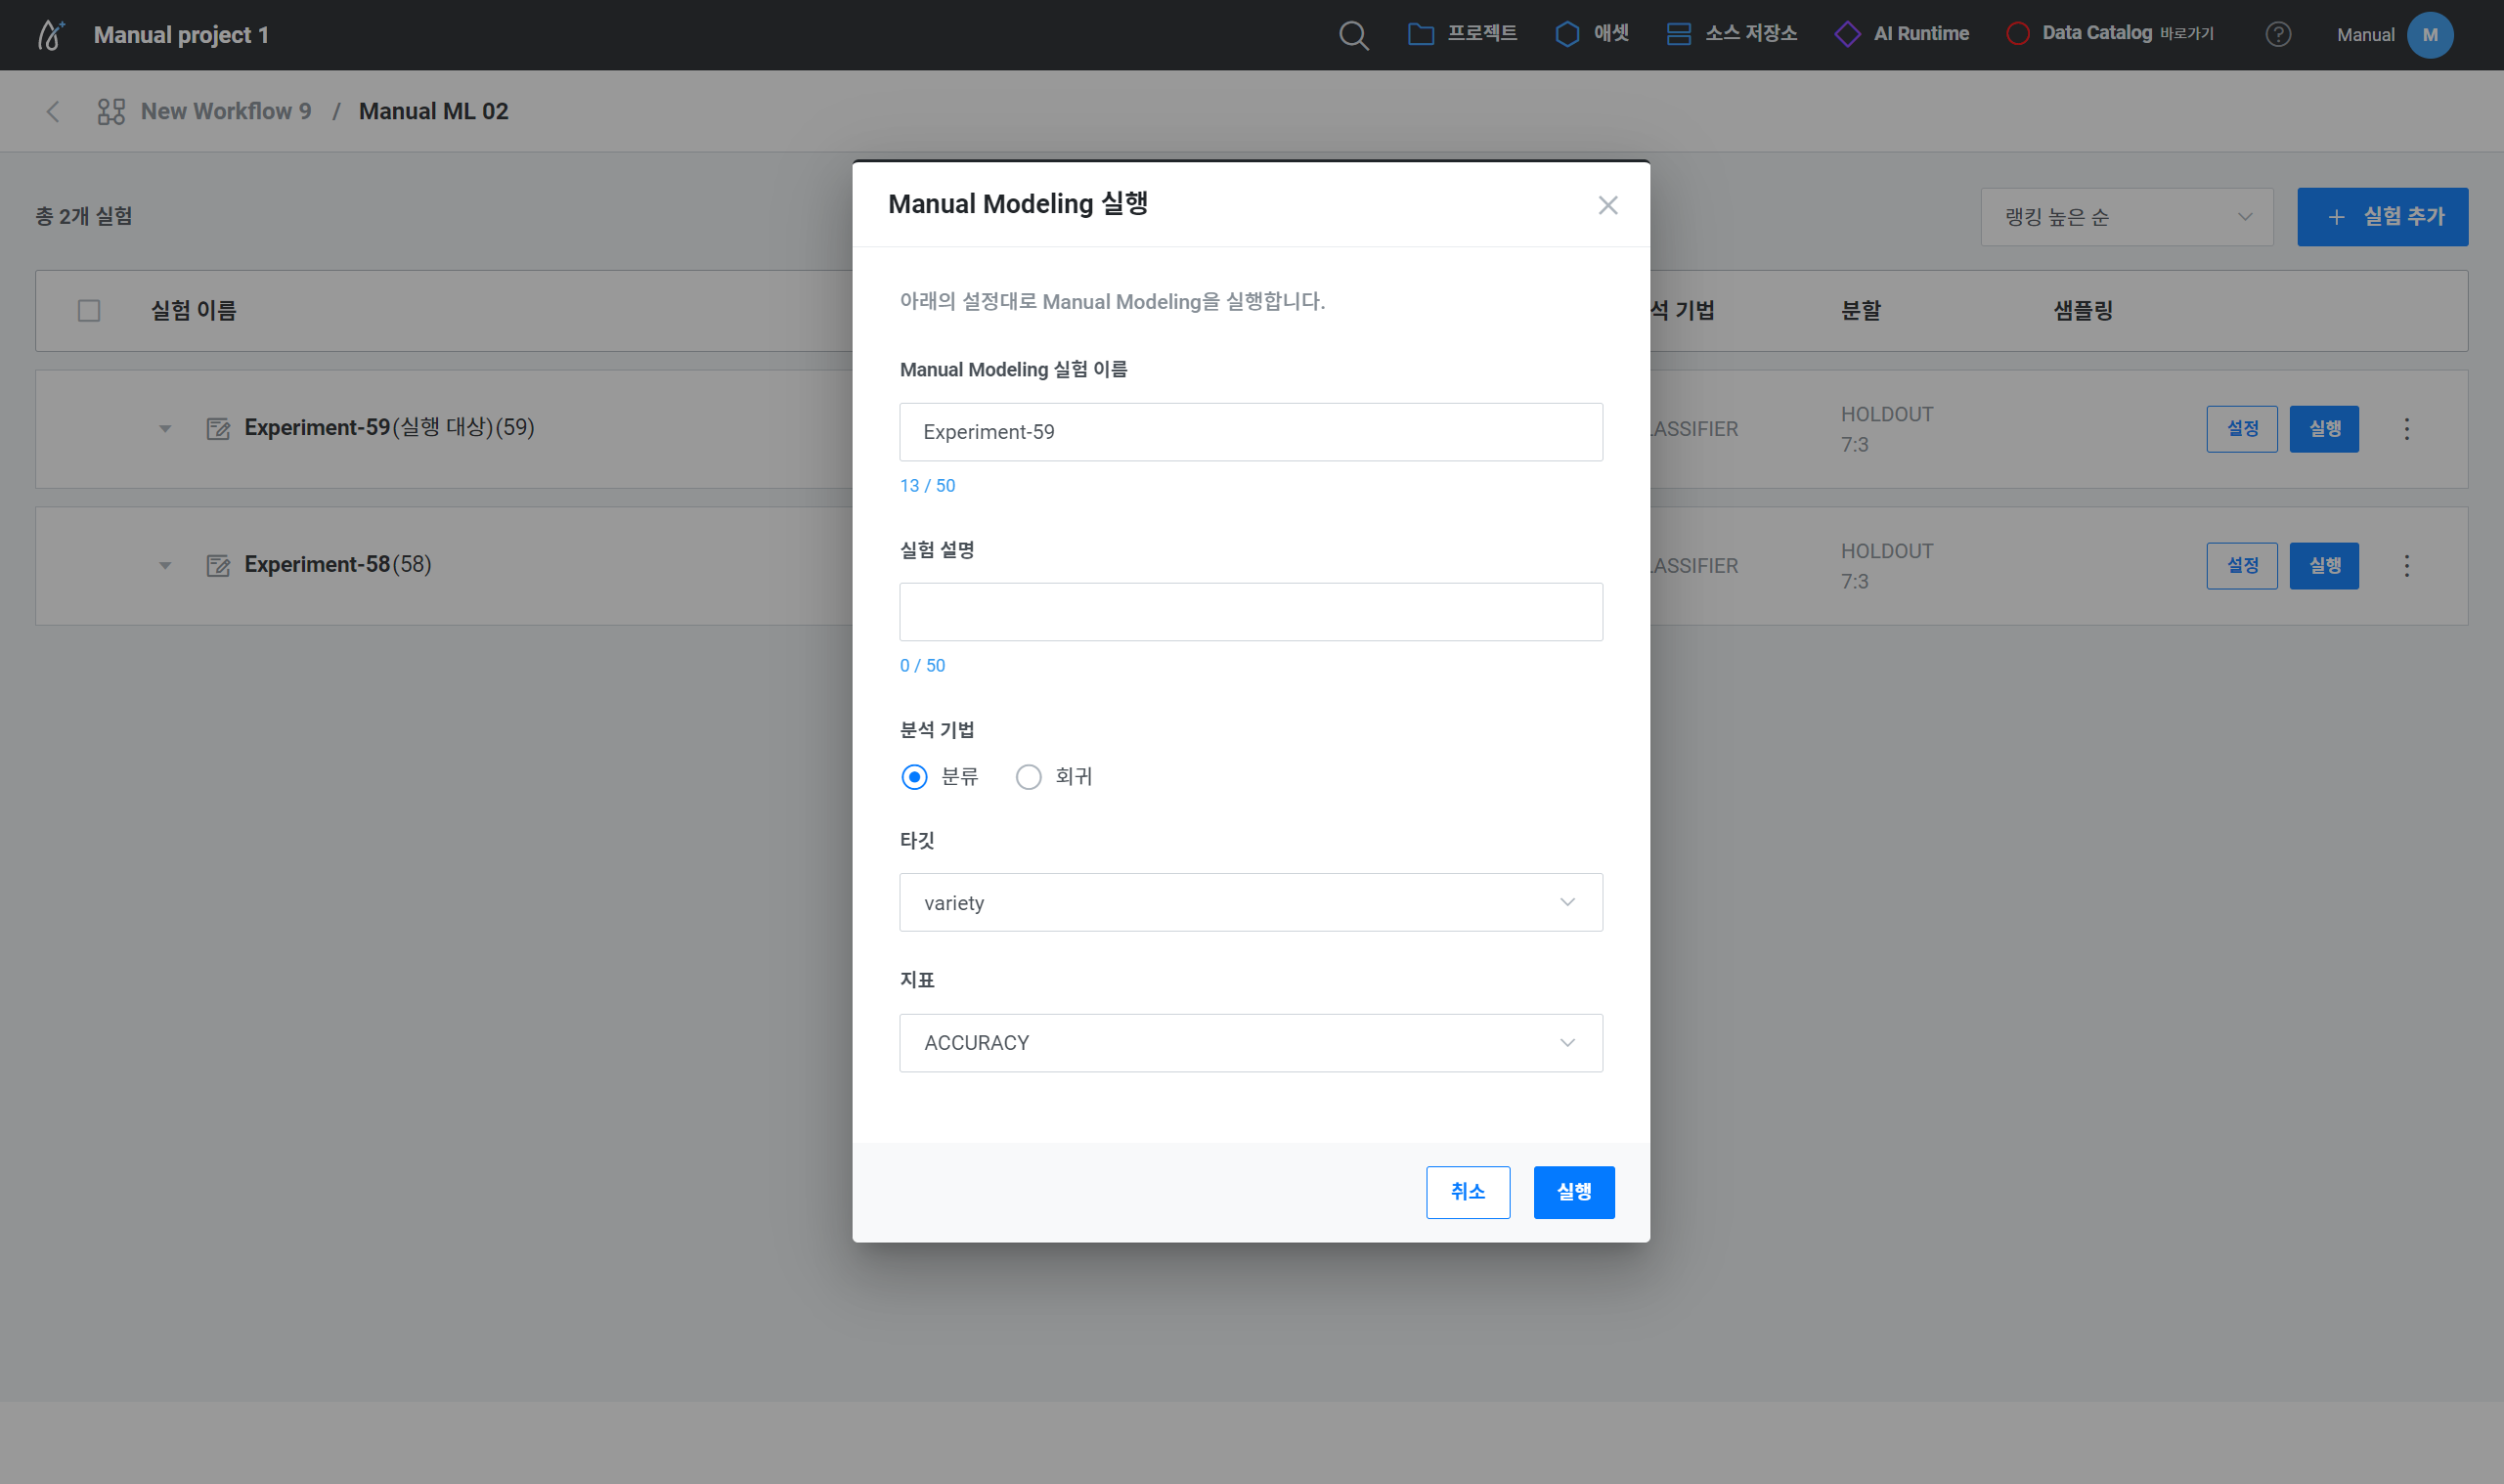 Manual project 1
프로젝트
애셋
소스 저장소
AI Runtime
Data Catalog 바로가기
?
Manual
M
New Workflow 9 / Manual ML 02
총 2개 실험
랭킹 높은 순
+ 실험 추가
실험 이름
석 기법
분할
샘플링
Experiment-59(실행 대상)(59)
LASSIFIER
HOLDOUT
7:3
설정
실행
Experiment-58(58)
LASSIFIER
HOLDOUT
7:3
설정
실행
Manual Modeling 실행
아래의 설정대로 Manual Modeling을 실행합니다.
Manual Modeling 실험 이름
Experiment-59
13 / 50
실험 설명
0 / 50
분석 기법
분류
회귀
타깃
variety
지표
ACCURACY
취소
실행